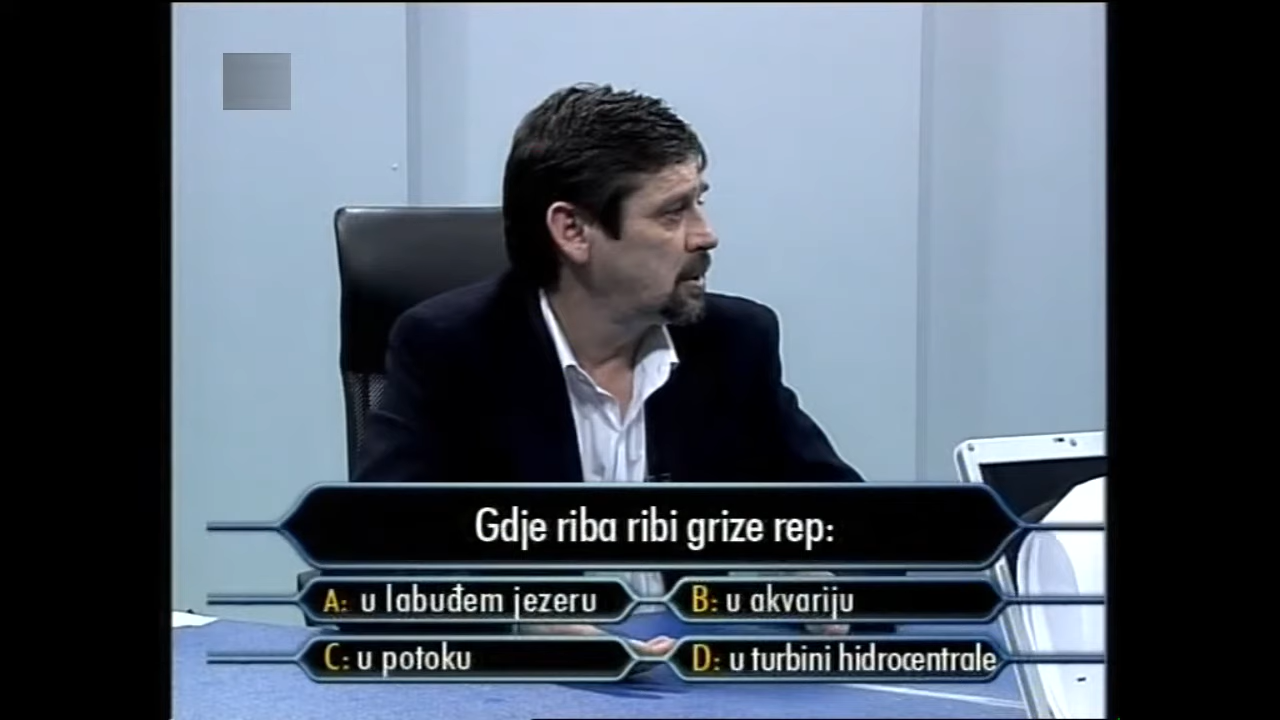 Gdje riba ribi grize rep:
A: u labuđem jezeru
B: u akvariju
C: u potoku
D: u turbini hidrocentrale